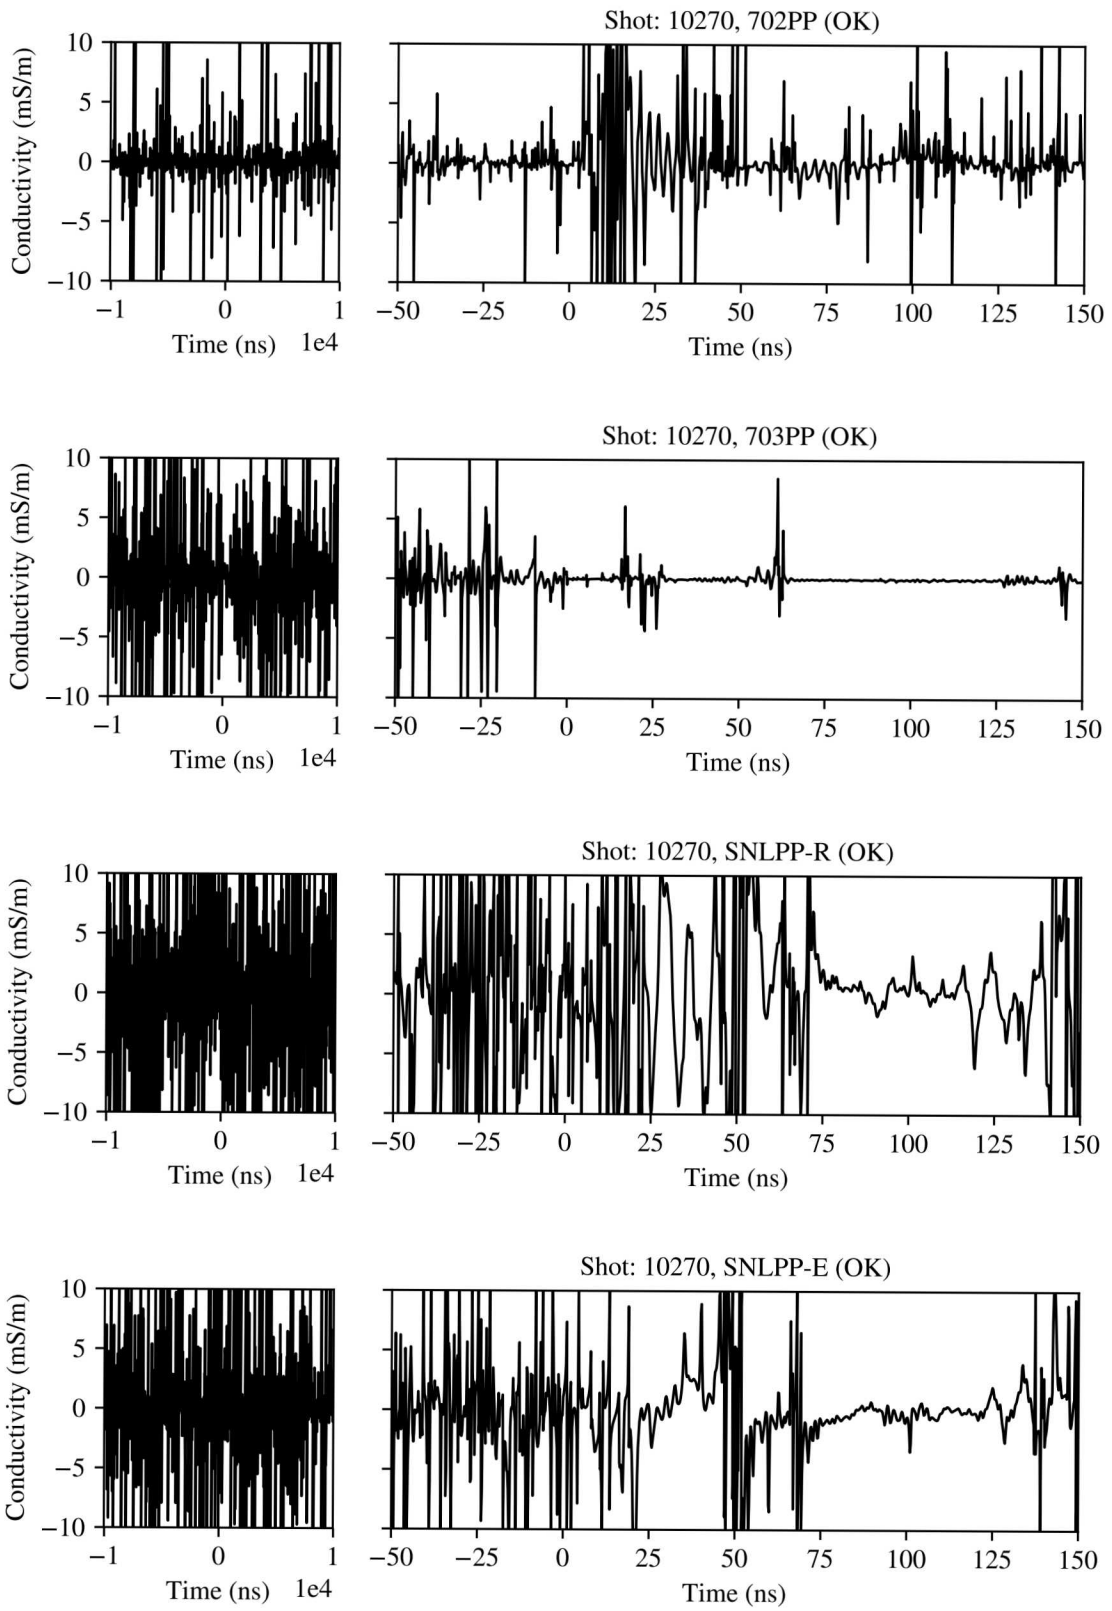 Shot: 10270, 702PP (OK)
Conductivity (mS/m)
10
5
0
−5
−10
−1 0 1
Time (ns) 1e4
−50 −25 0 25 50 75 100 125 150
Time (ns)
Shot: 10270, 703PP (OK)
Conductivity (mS/m)
10
5
0
−5
−10
−1 0 1
Time (ns) 1e4
−50 −25 0 25 50 75 100 125 150
Time (ns)
Shot: 10270, SNLPP-R (OK)
Conductivity (mS/m)
10
5
0
−5
−10
−1 0 1
Time (ns) 1e4
−50 −25 0 25 50 75 100 125 150
Time (ns)
Shot: 10270, SNLPP-E (OK)
Conductivity (mS/m)
10
5
0
−5
−10
−1 0 1
Time (ns) 1e4
−50 −25 0 25 50 75 100 125 150
Time (ns)